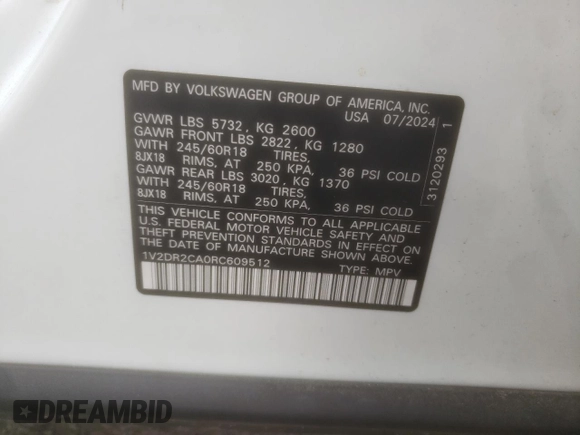 MFD BY VOLKSWAGEN GROUP OF AMERICA, INC.
USA 07/2024
GVWR LBS 5732, KG 2600
GAWR FRONT LBS 2822, KG 1280
WITH 245/60R18 TIRES,
8JX18 RIMS, AT 250 KPA, 36 PSI COLD
GAWR REAR LBS 3020, KG 1370
WITH 245/60R18 TIRES,
8JX18 RIMS, AT 250 KPA, 36 PSI COLD
THIS VEHICLE CONFORMS TO ALL APPLICABLE
U.S. FEDERAL MOTOR VEHICLE SAFETY AND
THEFT PREVENTION STANDARDS IN EFFECT ON
THE DATE OF MANUFACTURE SHOWN ABOVE.
1V2DR2CA0RC609512 TYPE: MPV
3120293 1
DREAMBID